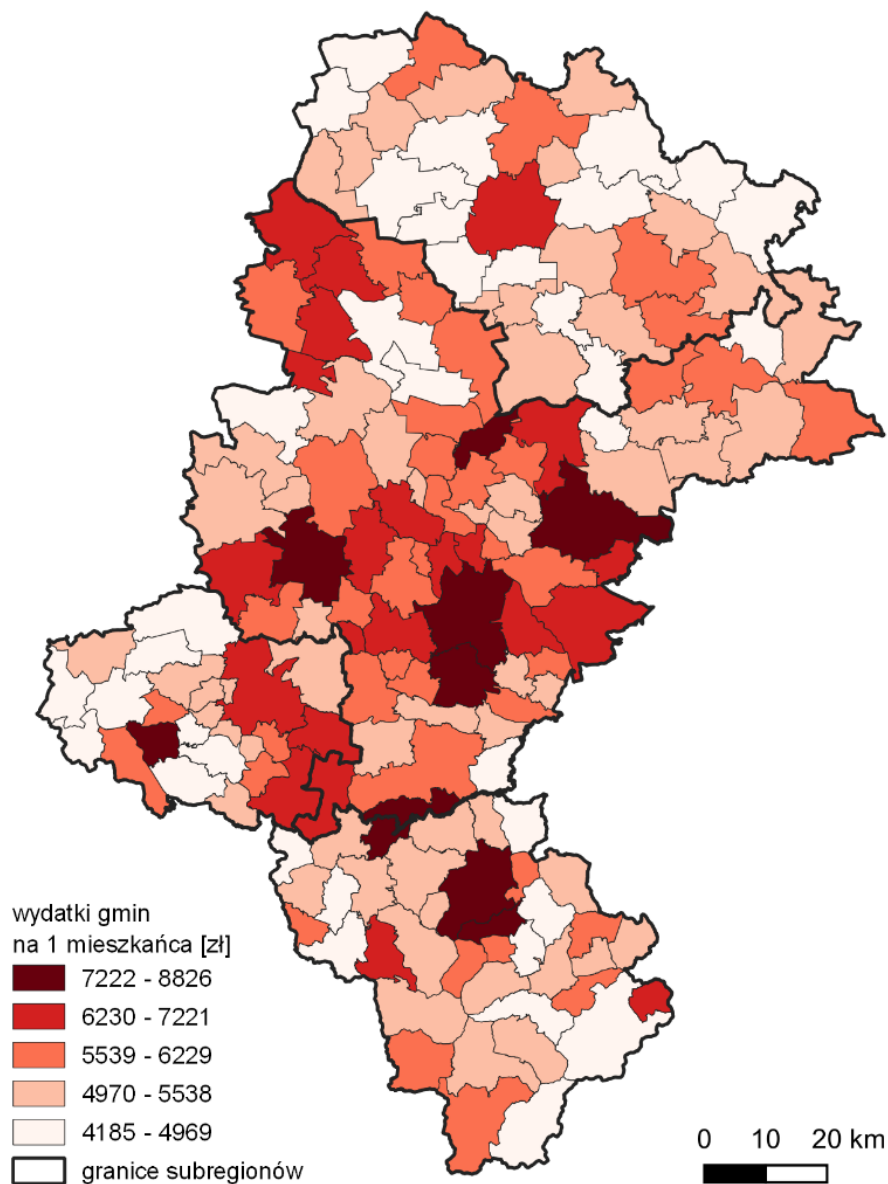 wydatki gmin
na 1 mieszkańca [zł]
7222 - 8826
6230 - 7221
5539 - 6229
4970 - 5538
4185 - 4969
granice subregionów
0 10 20 km